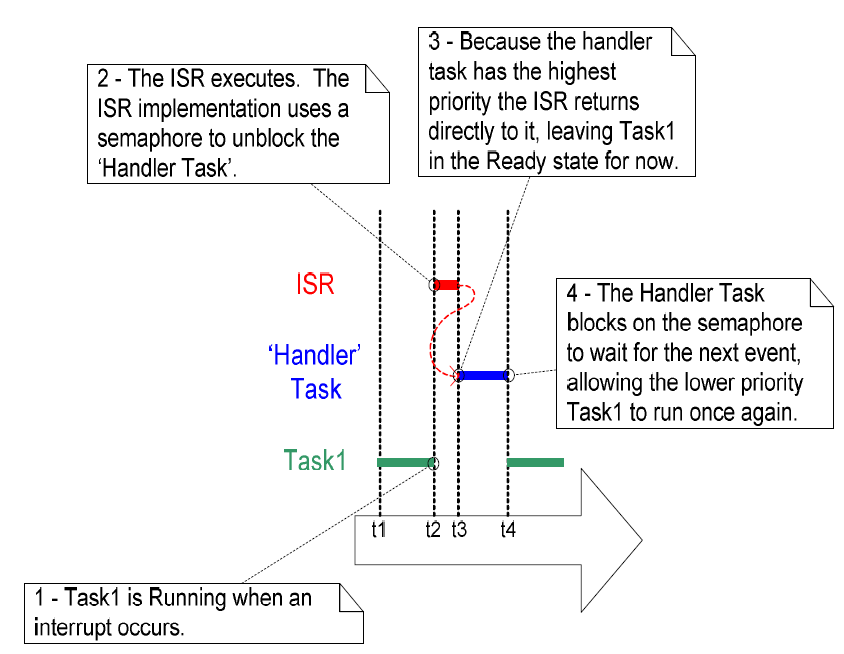 3 - Because the handler
task has the highest
priority the ISR returns
directly to it, leaving Task1
in the Ready state for now.
2 - The ISR executes.  The
ISR implementation uses a
semaphore to unblock the
‘Handler Task’.
ISR
4 - The Handler Task
blocks on the semaphore
to wait for the next event,
allowing the lower priority
Task1 to run once again.
‘Handler’
Task
Task1
t1 t2 t3 t4
1 - Task1 is Running when an
interrupt occurs.